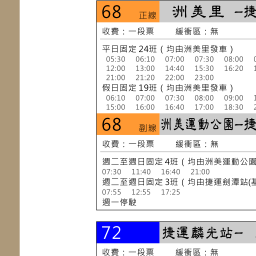 68 正線 洲美里 -捷
收費：一段票 緩衝區：無
平日固定24班（均由洲美里發車）
05:30 06:10 07:00 07:30 08:00
12:00 13:00 14:40 15:30 16:20
21:00 21:20 22:00 23:00
假日固定19班（均由洲美里發車）
06:10 07:00 07:30 08:00 09:00
15:00 16:00 16:40 17:00 18:30
68 副線 洲美運動公園-捷
收費：一段票 緩衝區：無
週二至週日固定 4班（均由洲美運動公園
07:30 11:40 16:40 21:00
週二至週日固定 3班（均由捷運劍潭站(基
07:55 12:55 17:25
週一停駛
72 捷運麟光站-
收費：一段票 緩衝區：無